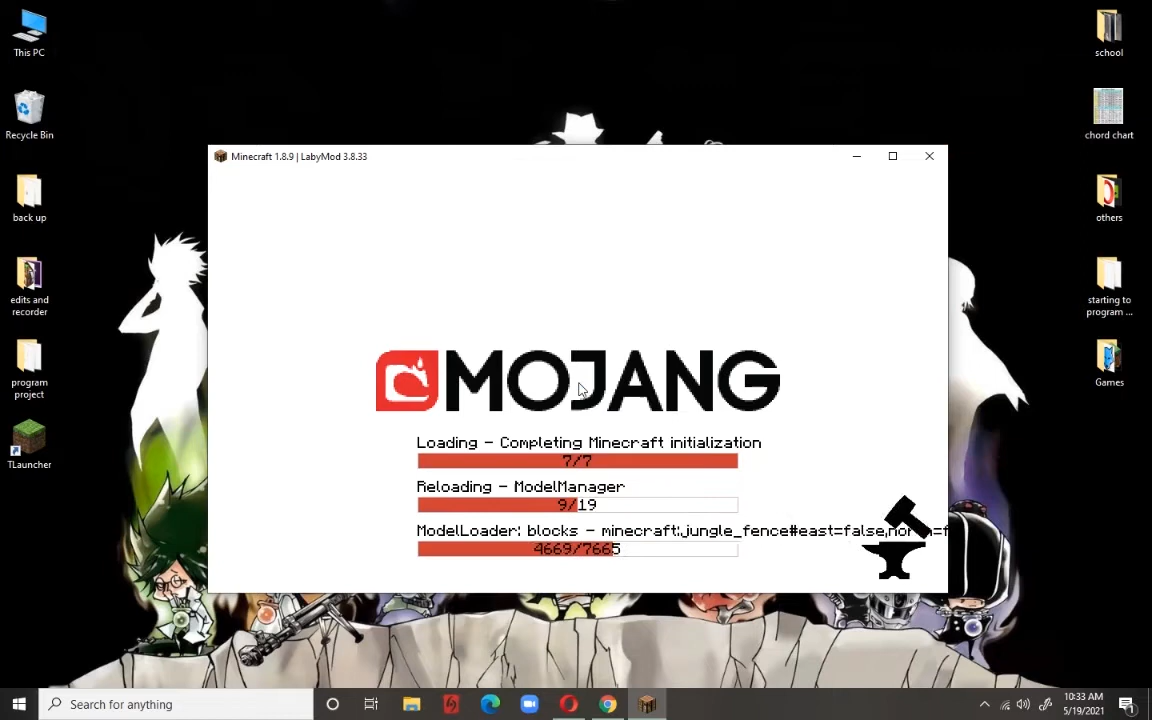 This PC
Recycle Bin
back up
edits and
recorder
program
project
TLauncher
school
chord chart
others
starting to
program ...
Games
Minecraft 1.8.9 | LabyMod 3.8.33
MOJANG
Loading - Completing Minecraft initialization
7/7
Reloading - ModelManager
9/19
ModelLoader: blocks - minecraft:jungle_fence#east=false,north=f
4669/7665
Search for anything
10:33 AM
5/19/2021
1